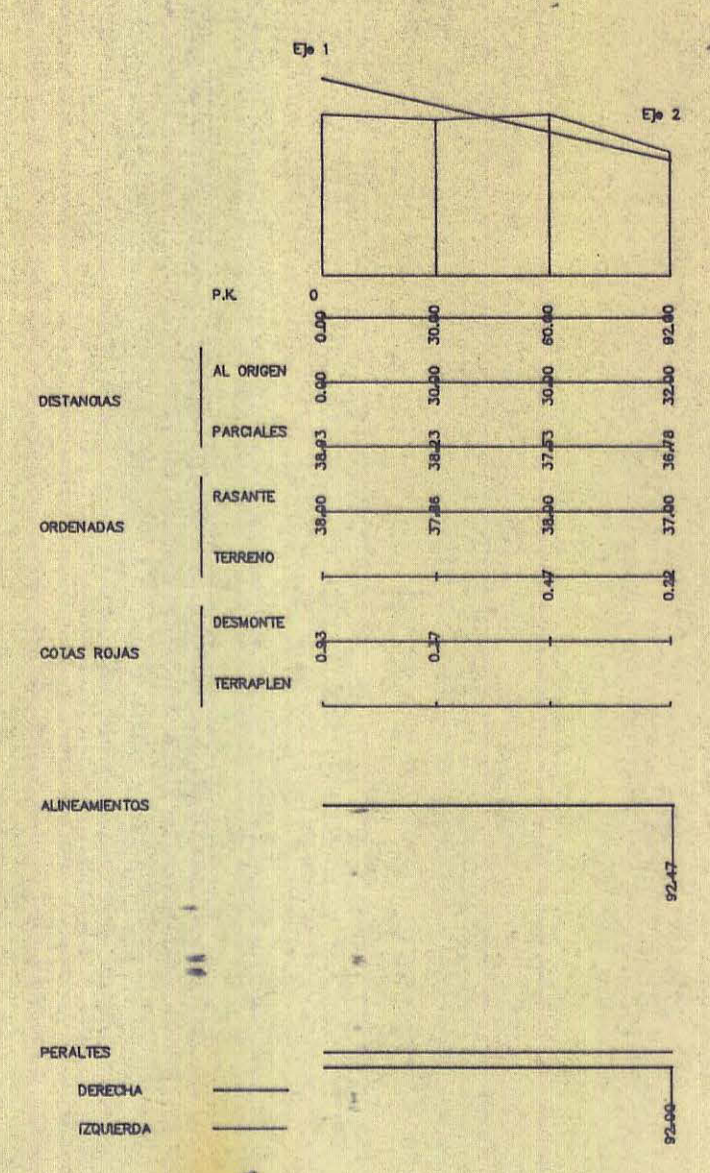 Eje 1
Eje 2
P.K.
0
0.00 30.00 60.00 92.00
DISTANCIAS
AL ORIGEN
0.00 30.00 30.00 32.00
PARCIALES
38.93 38.23 37.53 36.78
ORDENADAS
RASANTE
38.00 37.86 38.00 37.00
TERRENO
0.47 0.22
COTAS ROJAS
DESMONTE
0.93 0.37
TERRAPLEN
ALINEAMIENTOS
92.47
PERALTES
DERECHA
IZQUIERDA
92.00